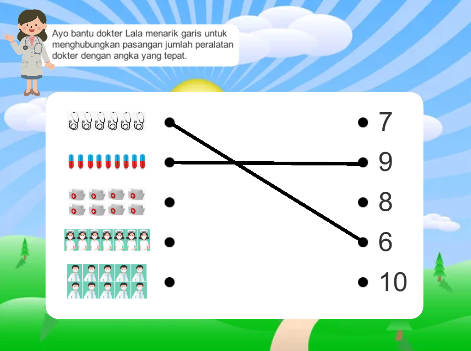 Ayo bantu dokter Lala menarik garis untuk
menghubungkan pasangan jumlah peralatan
dokter dengan angka yang tepat.
7
9
8
6
10